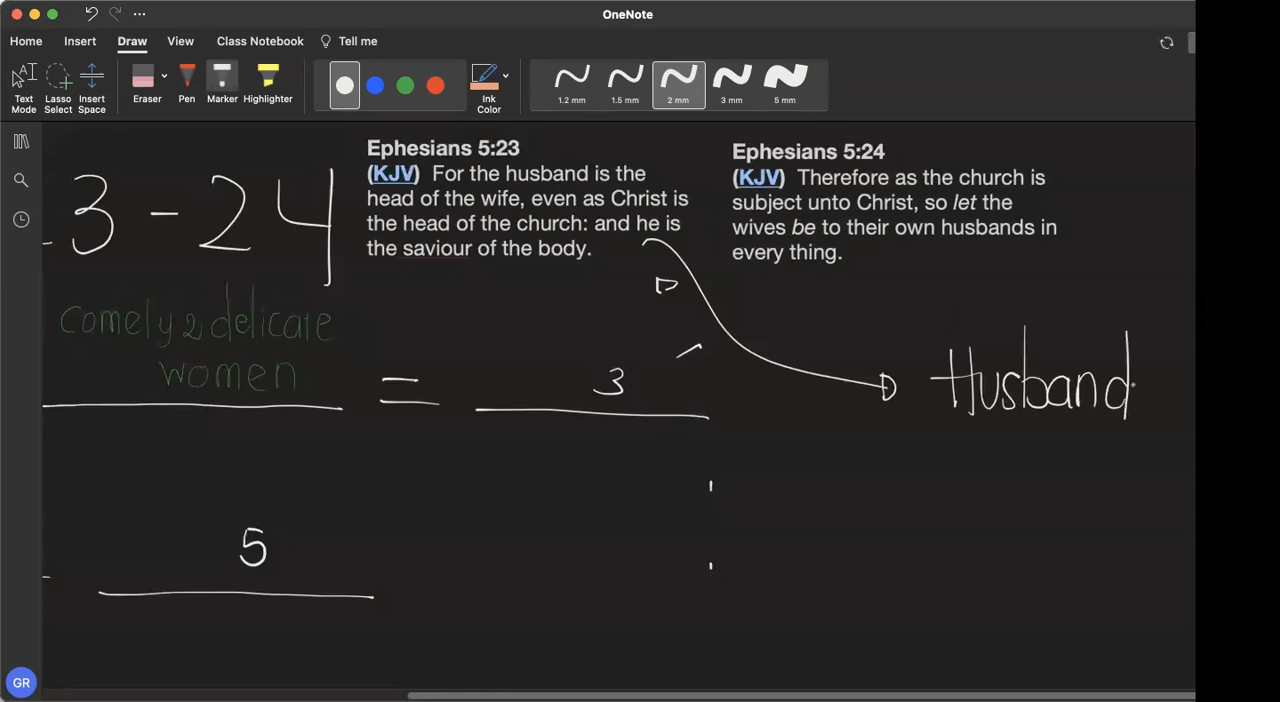 OneNote
Home Insert Draw View Class Notebook Tell me
Text Mode
Lasso Select
Insert Space
Eraser
Pen
Marker
Highlighter
Ink Color
1.2 mm
1.5 mm
2 mm
3 mm
5 mm
3 - 24
Ephesians 5:23
(KJV) For the husband is the
head of the wife, even as Christ is
the head of the church: and he is
the saviour of the body.
Ephesians 5:24
(KJV) Therefore as the church is
subject unto Christ, so let the
wives be to their own husbands in
every thing.
comely & delicate
women
=
3
Husband
5
GR